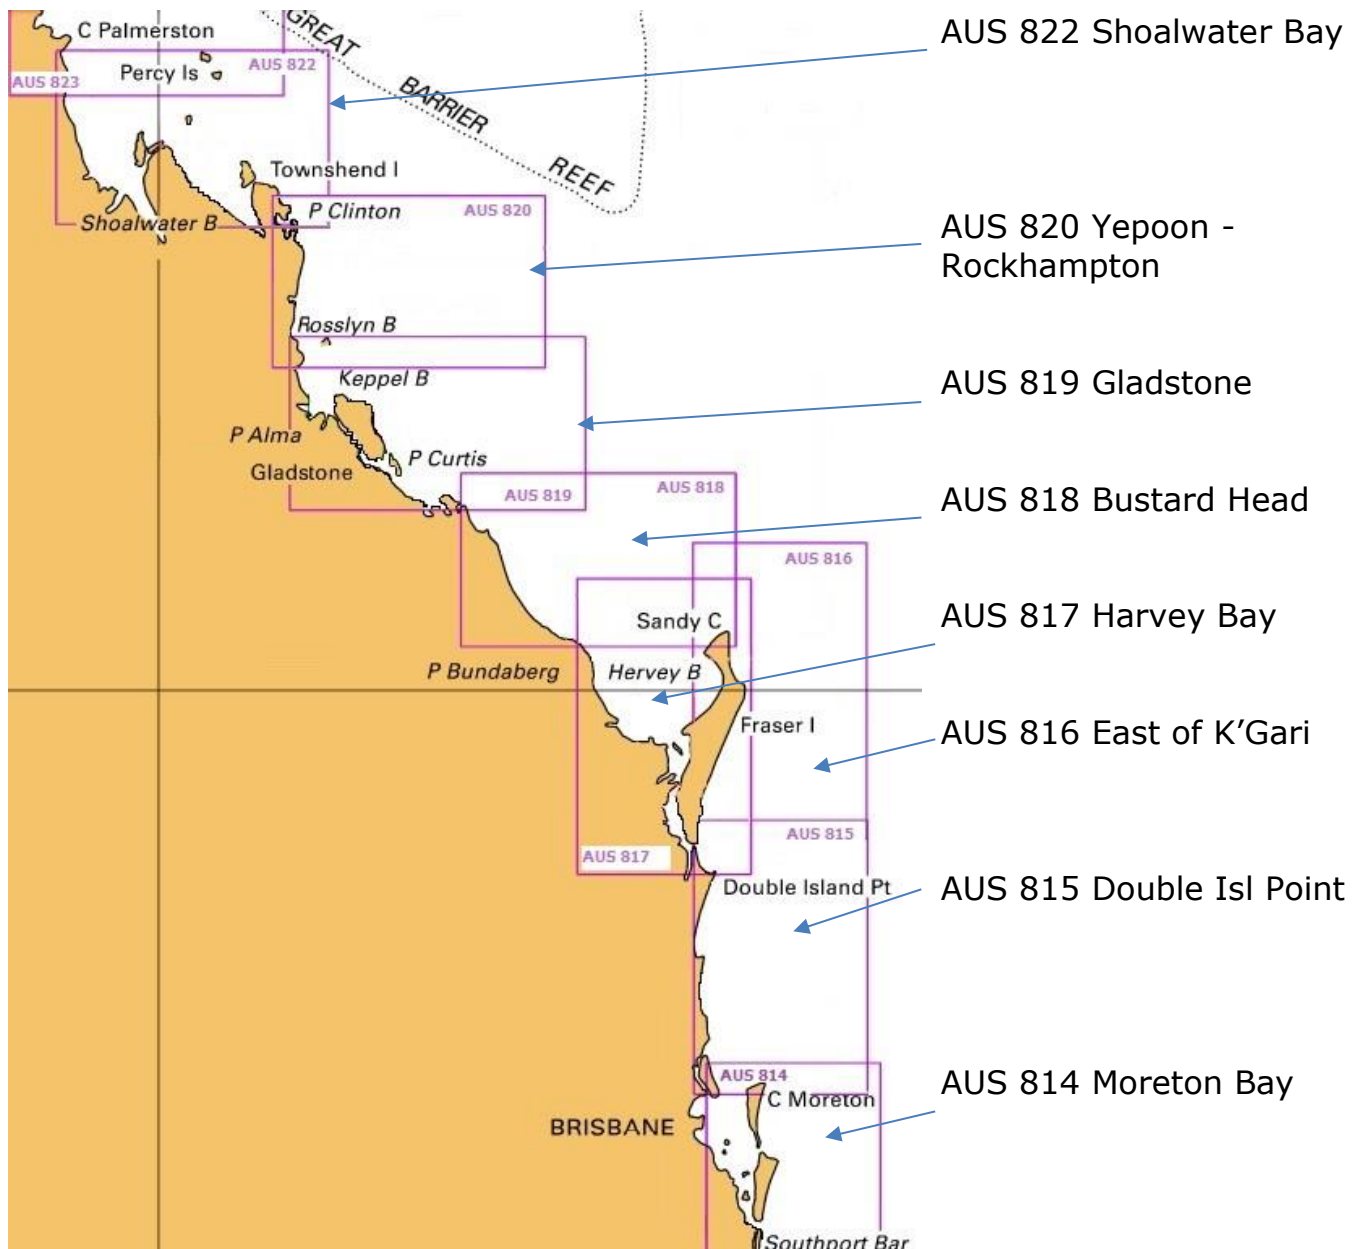 GREAT
BARRIER
REEF
C Palmerston
AUS 822
Percy Is
AUS 823
Townshend I
P Clinton
AUS 820
Shoalwater B
Rosslyn B
Keppel B
P Alma
P Curtis
Gladstone
AUS 819
AUS 818
AUS 816
Sandy C
P Bundaberg
Hervey B
Fraser I
AUS 815
AUS 817
Double Island Pt
AUS 814
C Moreton
BRISBANE
Southport Bar
AUS 822 Shoalwater Bay
AUS 820 Yepoon -
Rockhampton
AUS 819 Gladstone
AUS 818 Bustard Head
AUS 817 Harvey Bay
AUS 816 East of K’Gari
AUS 815 Double Isl Point
AUS 814 Moreton Bay